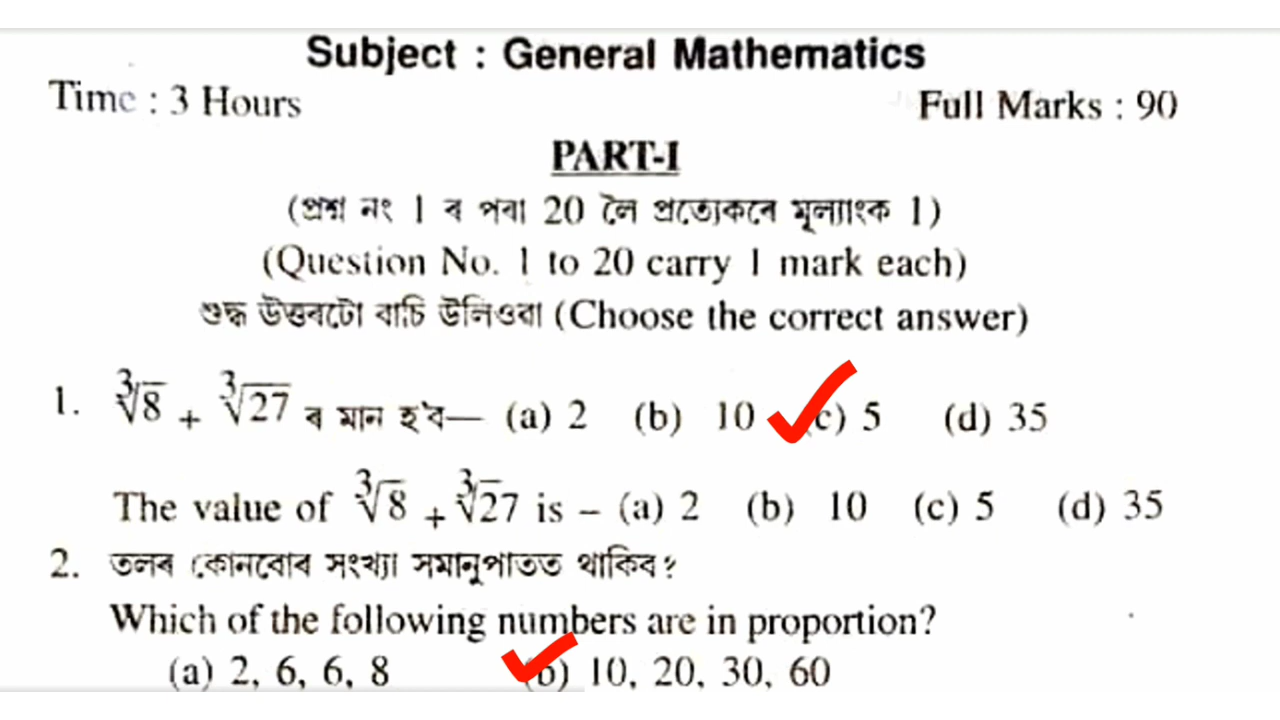 Subject : General Mathematics
Time : 3 Hours Full Marks : 90
PART-I
(প্ৰশ্ন নং 1 ৰ পৰা 20 লৈ প্ৰত্যেকৰে মূল্যাংক 1)
(Question No. 1 to 20 carry 1 mark each)
শুদ্ধ উত্তৰটো বাচি উলিওৱা (Choose the correct answer)
1. ∛8 + ∛27 ৰ মান হ'ব— (a) 2 (b) 10 (c) 5 (d) 35
The value of ∛8 + ∛27 is – (a) 2 (b) 10 (c) 5 (d) 35
2. তলৰ কোনবোৰ সংখ্যা সমানুপাতত থাকিব?
Which of the following numbers are in proportion?
(a) 2, 6, 6, 8 (b) 10, 20, 30, 60